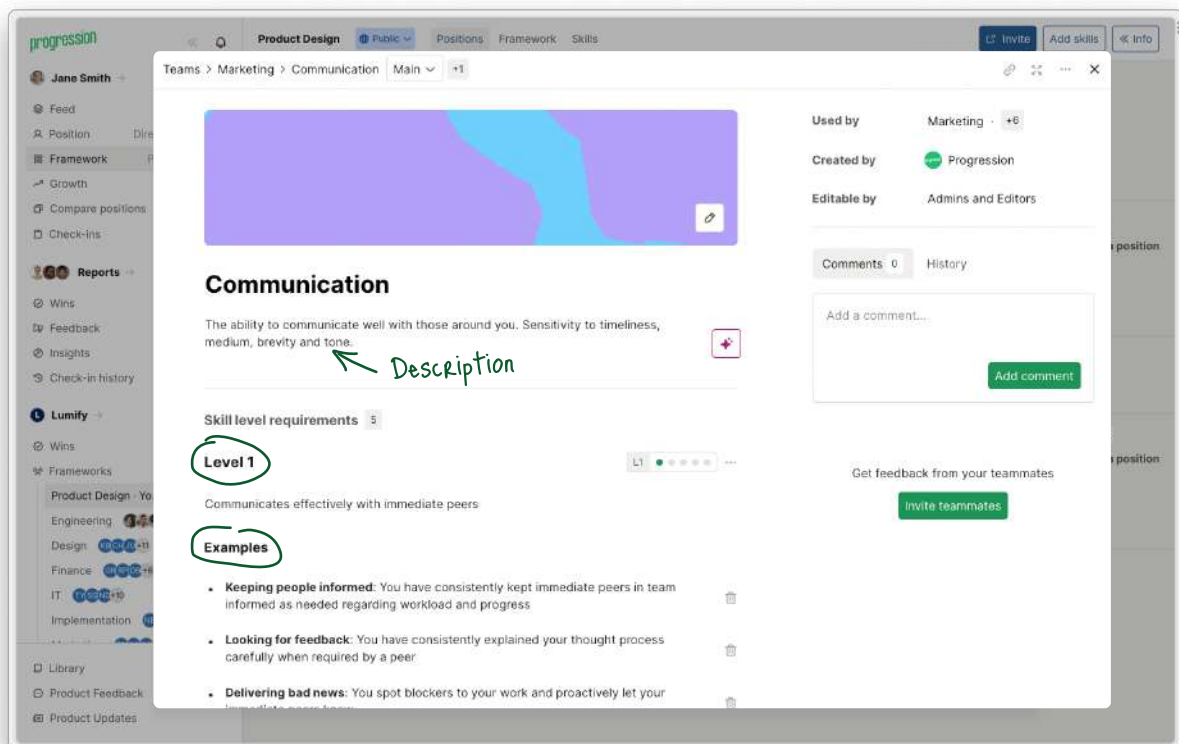 progression
Product Design
Public
Positions
Framework
Skills
Invite
Add skills
« Info
Jane Smith
Feed
Position
Dire
Framework
Growth
Compare positions
Check-ins
Reports
Wins
Feedback
Insights
Check-in history
Lumify
Wins
Frameworks
Product Design · Yo
Engineering
Design
+11
Finance
IT
+10
Implementation
Library
Product Feedback
Product Updates
Teams > Marketing > Communication
Main
+1
Communication
The ability to communicate well with those around you. Sensitivity to timeliness,
medium, brevity and tone.
Description
Skill level requirements 5
Level 1
L1
Communicates effectively with immediate peers
Examples
• Keeping people informed: You have consistently kept immediate peers in team
informed as needed regarding workload and progress
• Looking for feedback: You have consistently explained your thought process
carefully when required by a peer
• Delivering bad news: You spot blockers to your work and proactively let your
Used by
Marketing · +6
Created by
Progression
Editable by
Admins and Editors
Comments 0
History
Add a comment...
Add comment
Get feedback from your teammates
Invite teammates
position
position